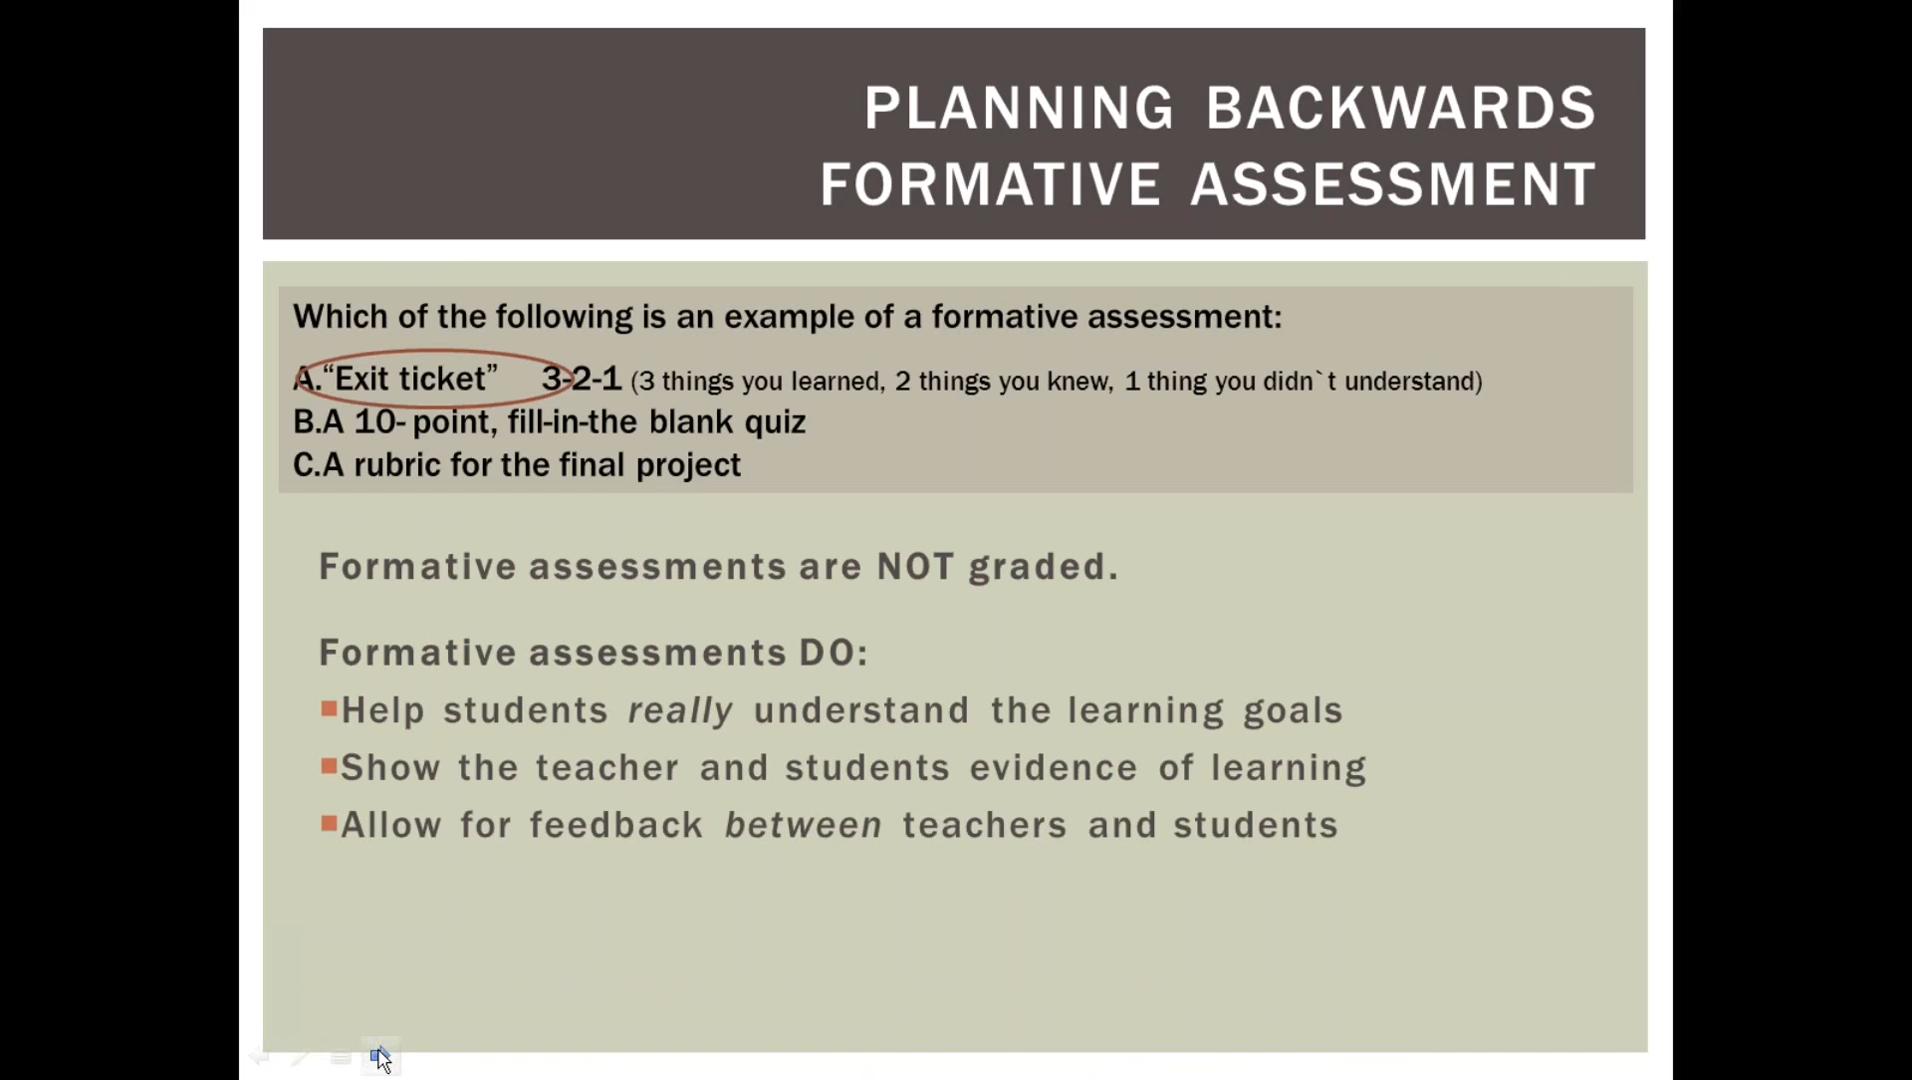 PLANNING BACKWARDS
FORMATIVE ASSESSMENT
Which of the following is an example of a formative assessment:
A.“Exit ticket” 3-2-1 (3 things you learned, 2 things you knew, 1 thing you didn`t understand)
B.A 10- point, fill-in-the blank quiz
C.A rubric for the final project
Formative assessments are NOT graded.
Formative assessments DO:
Help students really understand the learning goals
Show the teacher and students evidence of learning
Allow for feedback between teachers and students